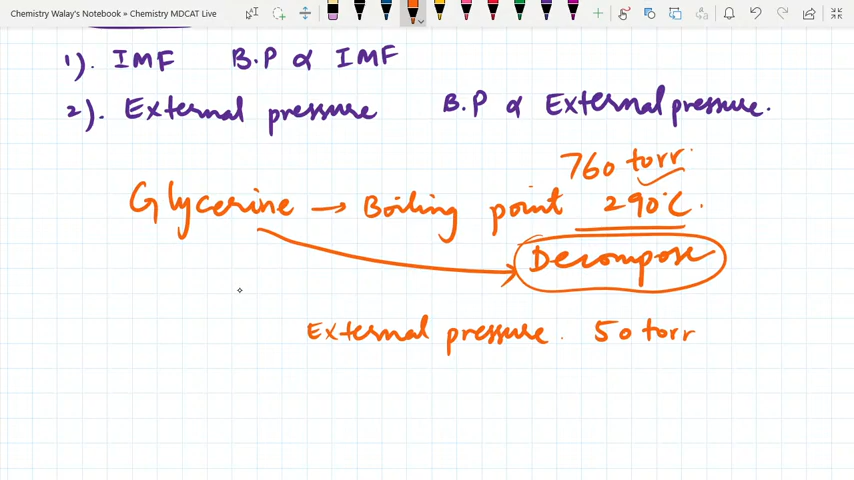 Chemistry Walay's Notebook » Chemistry MDCAT Live
1). IMF B.P ∝ IMF
2). External pressure B.P ∝ External pressure.
760 torr.
Glycerine → Boiling point 290°C.
Decompose
External pressure. 50 torr